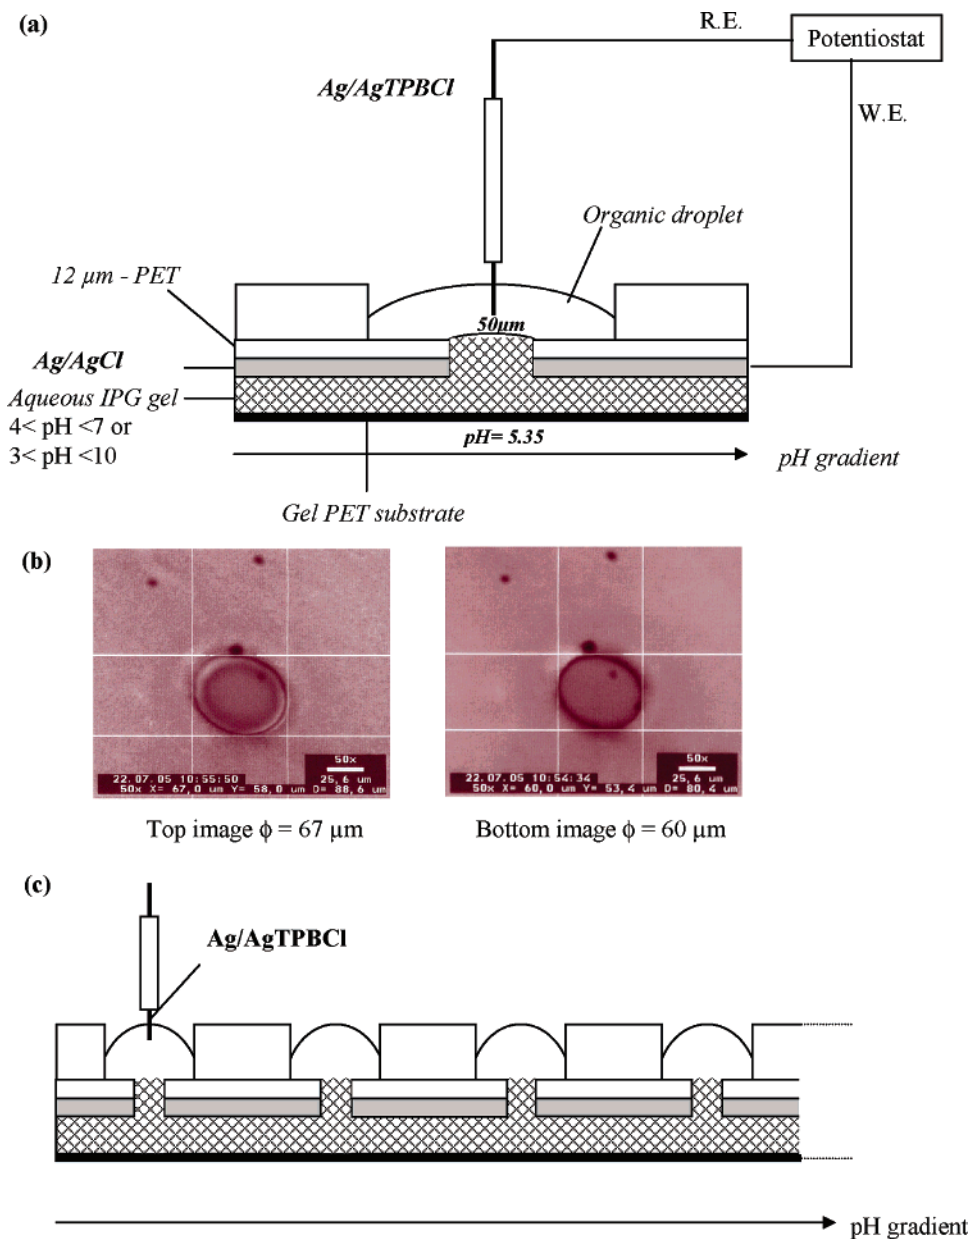 (a)
R.E.
Potentiostat
Ag/AgTPBCl
W.E.
Organic droplet
12 µm - PET
50µm
Ag/AgCl
Aqueous IPG gel
4< pH <7 or
3< pH <10
pH= 5.35
pH gradient
Gel PET substrate
(b)
50x
22.07.05 10:55:50
25,6 um
50x X= 67,0 um Y= 58,0 um D= 88,6 um
50x
22.07.05 10:54:34
25,6 um
50x X= 60,0 um Y= 53,4 um D= 80,4 um
Top image ϕ = 67 µm
Bottom image ϕ = 60 µm
(c)
Ag/AgTPBCl
pH gradient